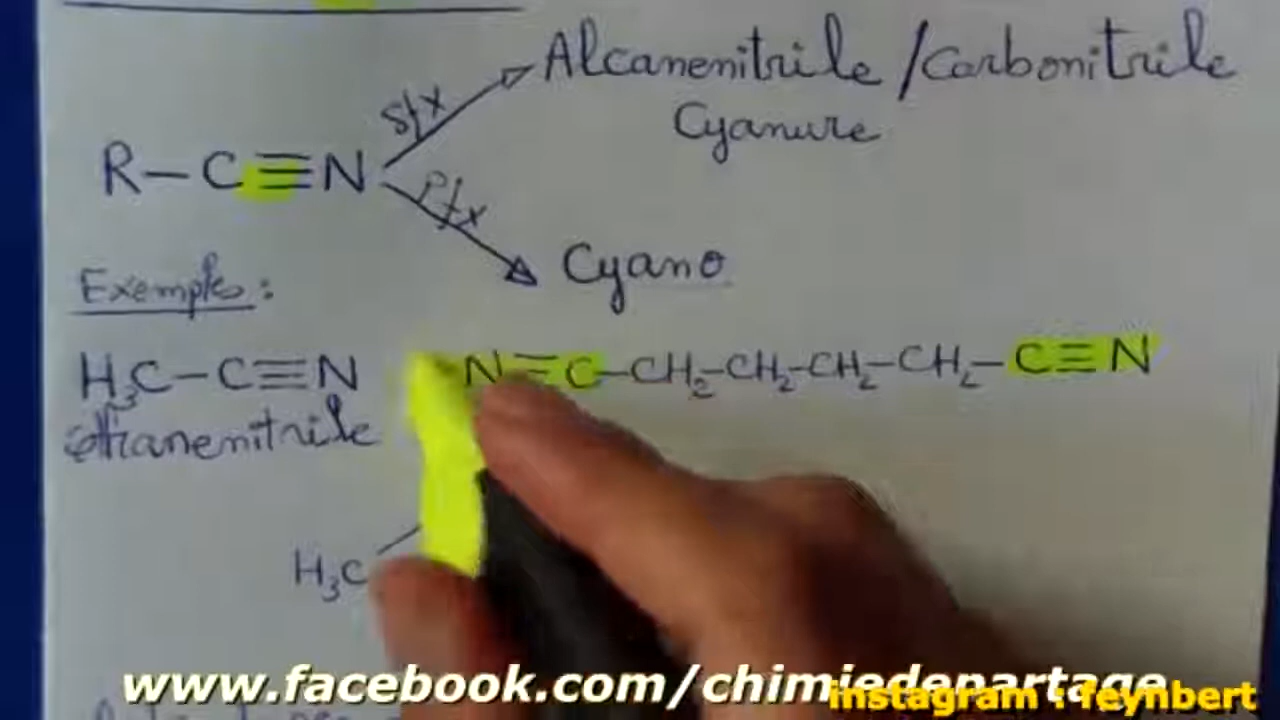 Alcanenitrile / Carbonitrile
Cyanure
Sfx
R-C≡N
Pfx
Cyano
Exemples:
H3C-C≡N N≡C-CH2-CH2-CH2-CH2-C≡N
éthanenitrile
H3C
www.facebook.com/chimiedepartage
instagram : feynbert